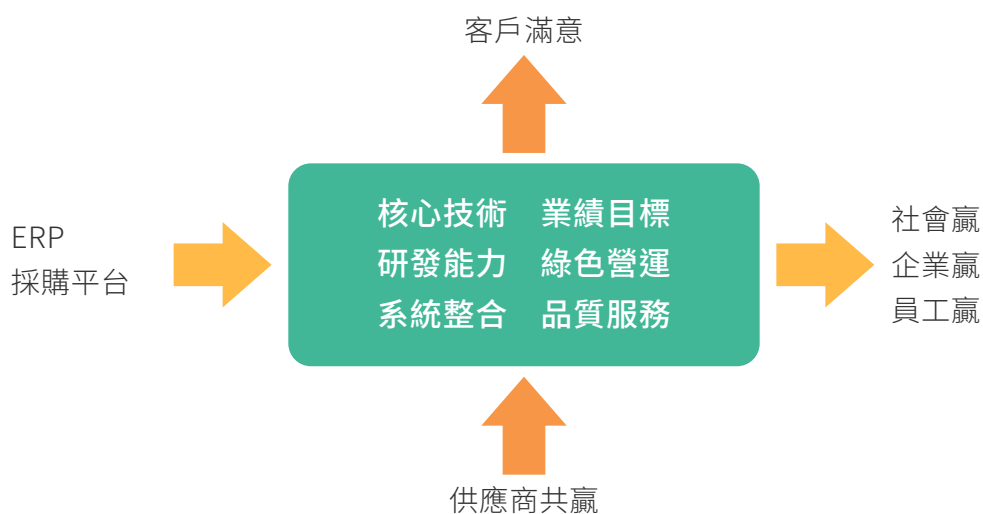 客戶滿意
ERP
採購平台
核心技術 業績目標
研發能力 綠色營運
系統整合 品質服務
社會贏
企業贏
員工贏
供應商共贏